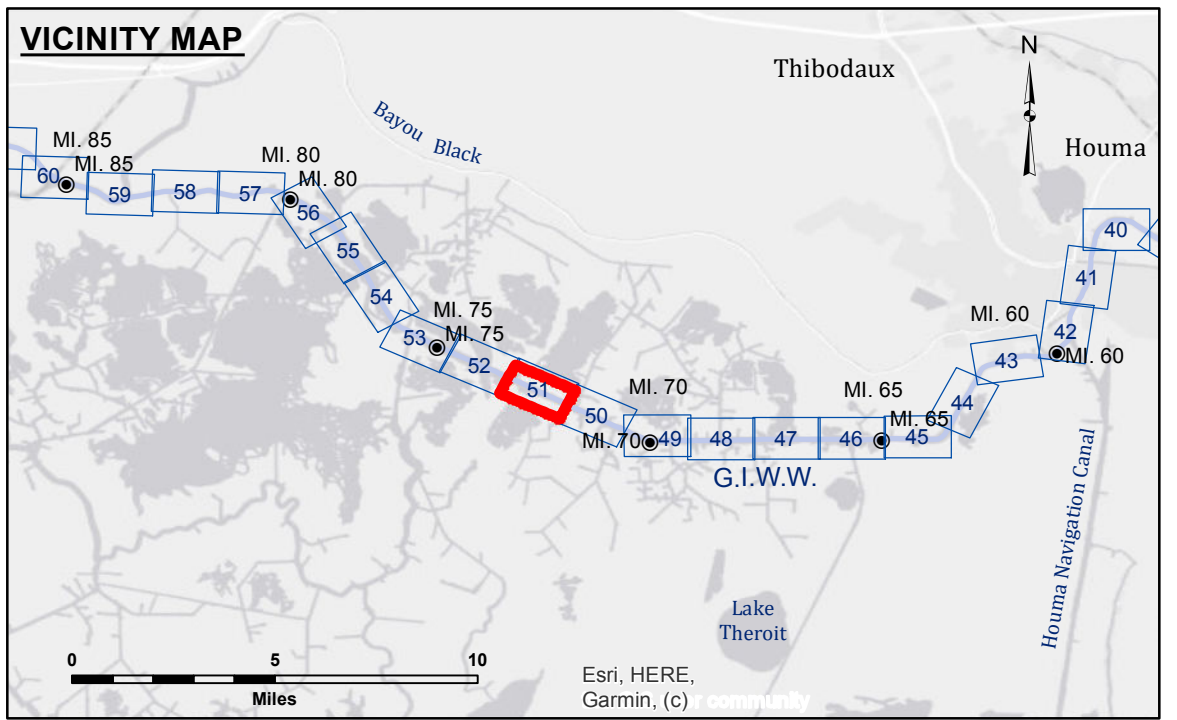 VICINITY MAP
N
Thibodaux
Bayou Black
Houma
MI. 85
MI. 85
MI. 80
MI. 80
60
59
58
57
56
55
54
53
52
51
50
49
48
47
46
45
44
43
42
41
40
MI. 75
MI. 75
MI. 70
MI. 70
MI. 65
MI. 65
MI. 60
MI. 60
G.I.W.W.
Houma Navigation Canal
Lake
Theroit
0 5 10
Miles
Esri, HERE,
Garmin, (c)
r community